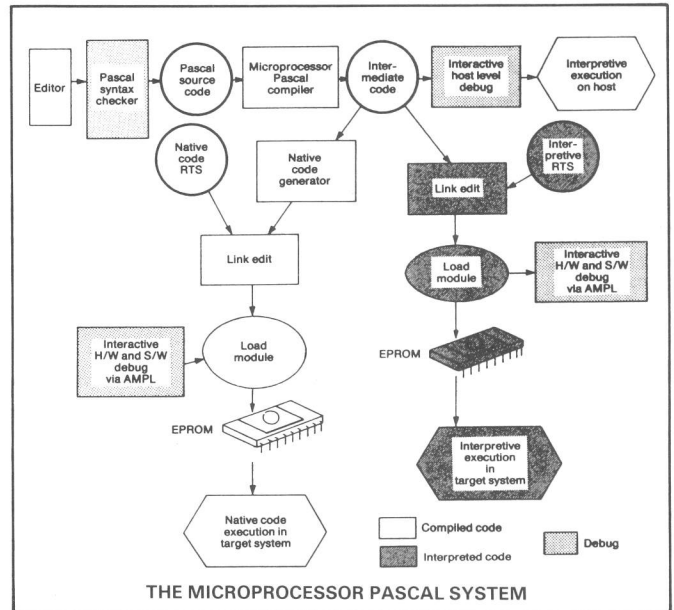 Editor
Pascal
syntax
checker
Pascal
source
code
Microprocessor
Pascal
compiler
Inter-
mediate
code
Interactive
host level
debug
Interpretive
execution
on host
Native
code
RTS
Native
code
generator
Link edit
Inter-
pretive
RTS
Link edit
Load
module
Interactive
H/W and S/W
debug
via AMPL
Interactive
H/W and S/W
debug
via AMPL
Load
module
EPROM
EPROM
Interpretive
execution
in
target system
Native code
execution in
target system
Compiled code
Interpreted code
Debug
THE MICROPROCESSOR PASCAL SYSTEM